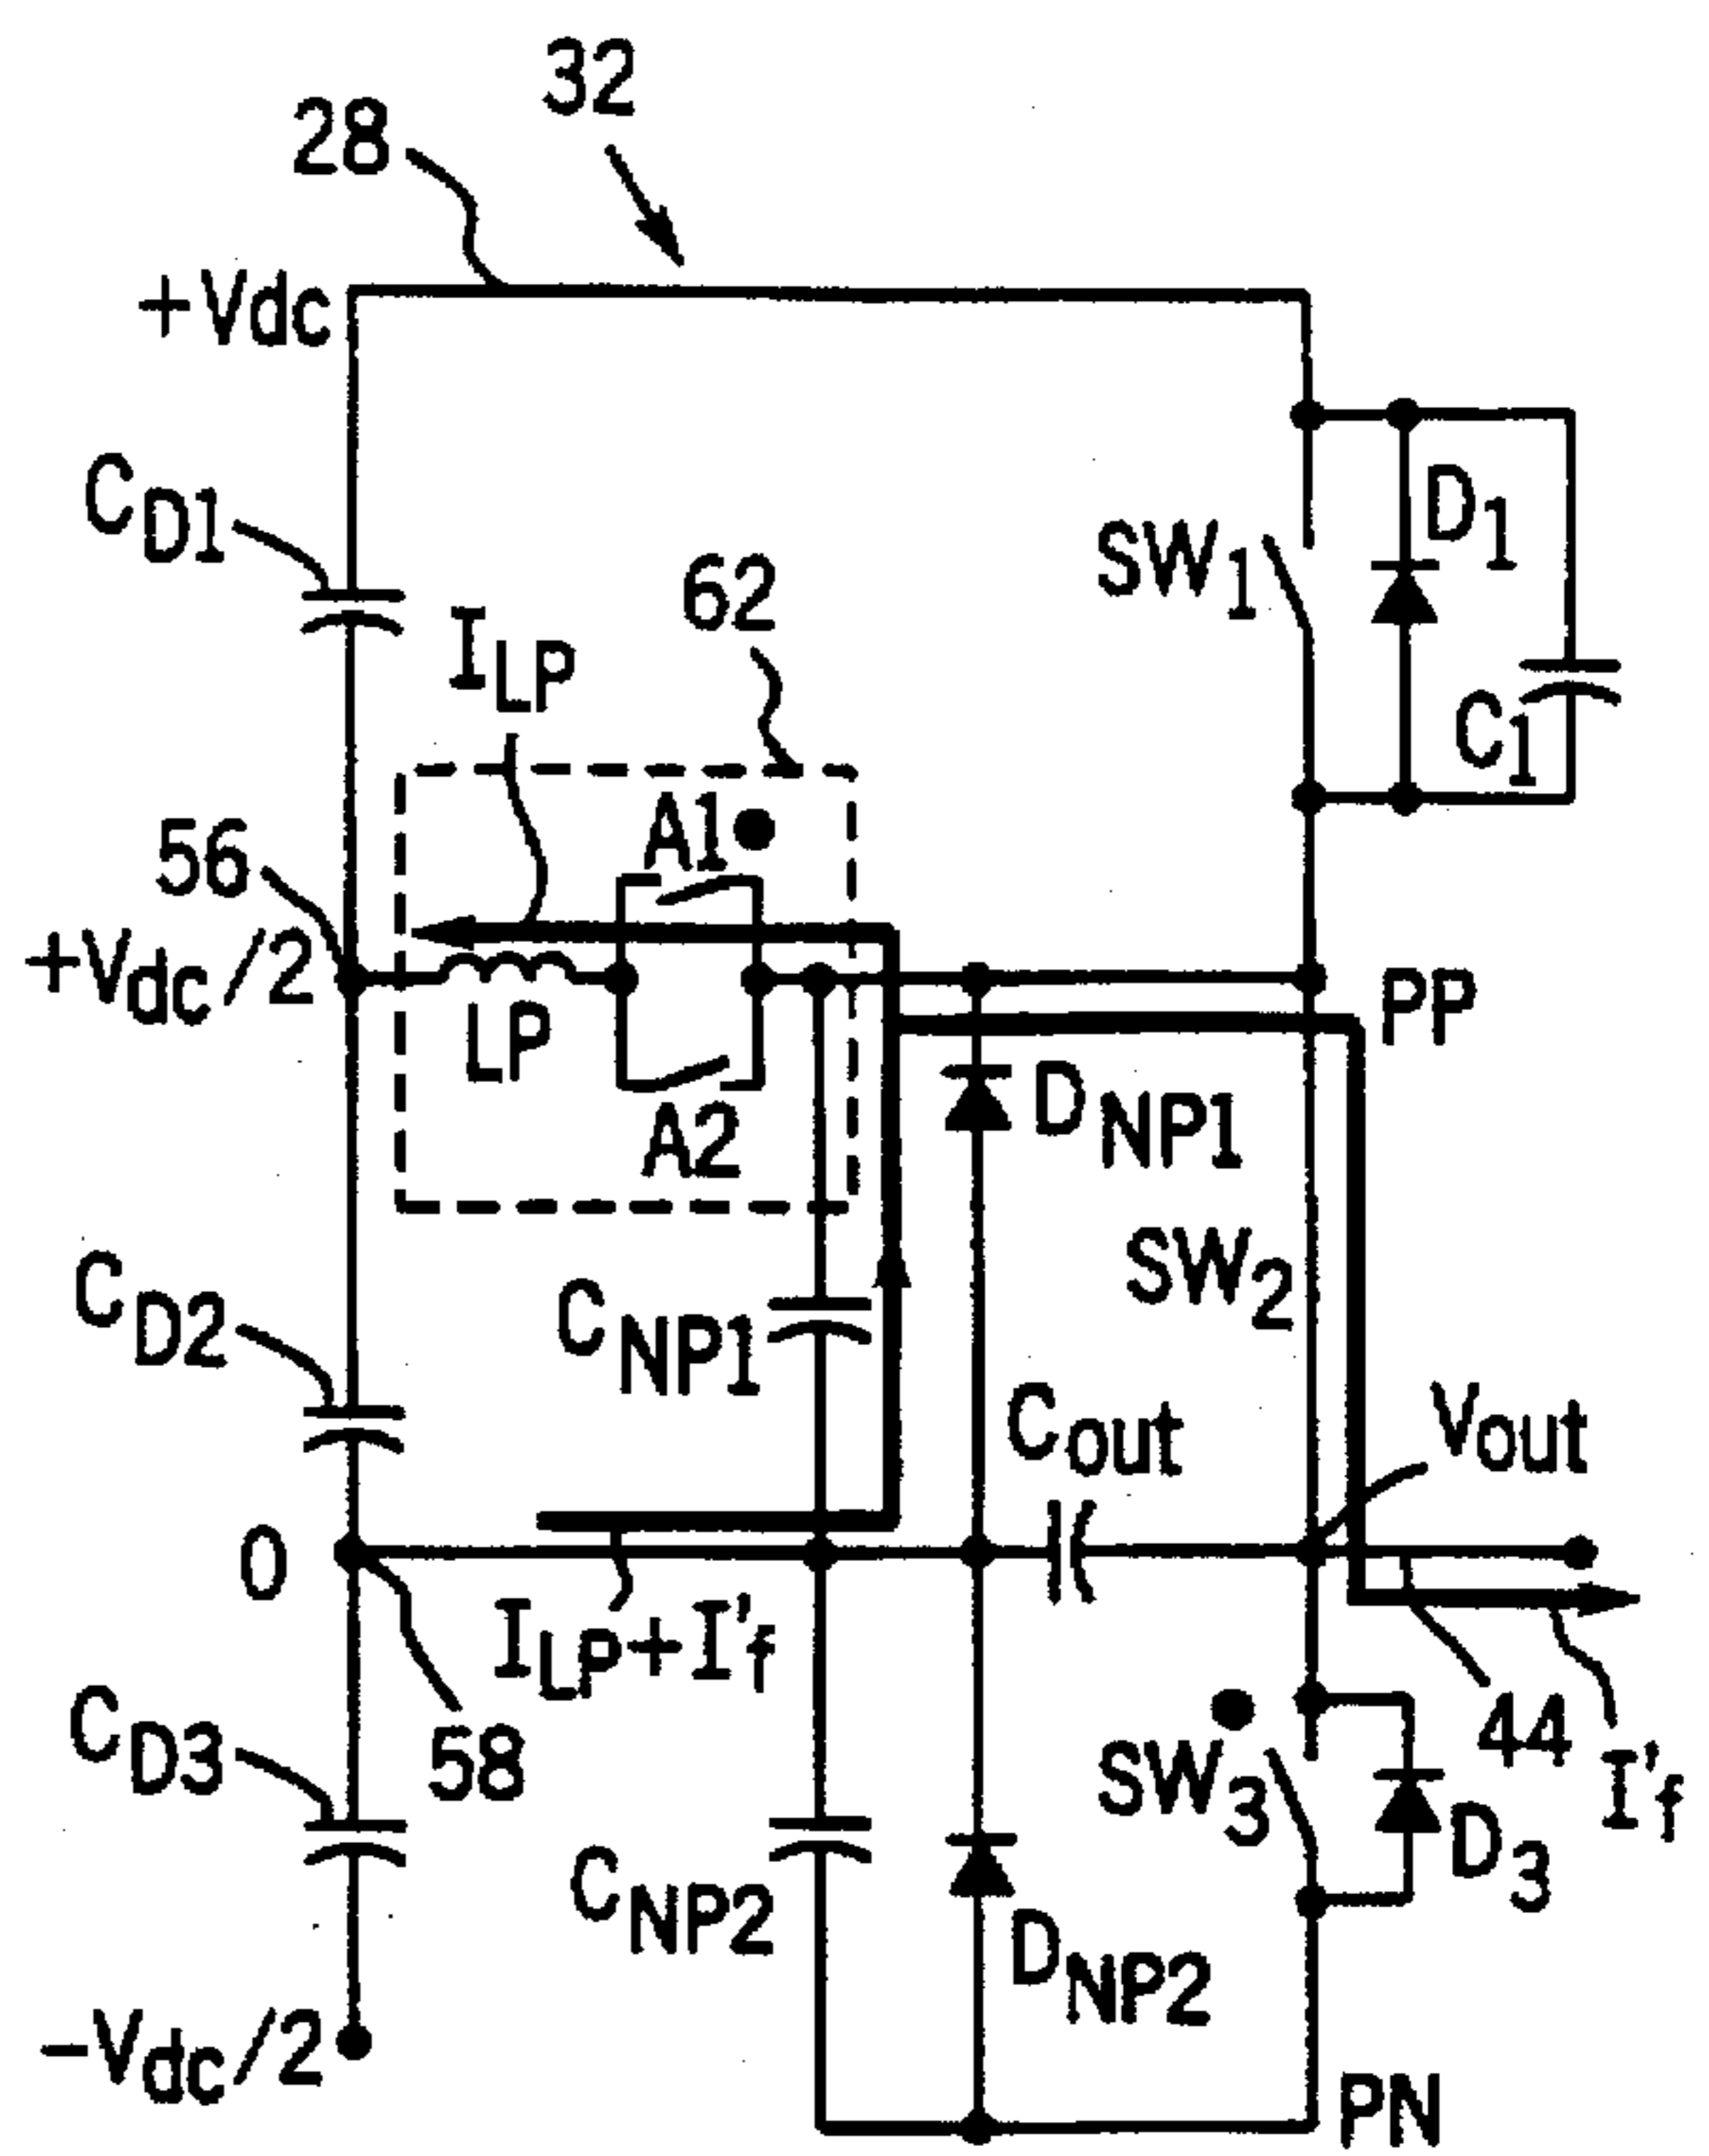 32
28
+Vdc
CD1
SW1
D1
C1
ILP
62
A1
56
+Vdc/2
LP
PP
A2
DNP1
SW2
CD2
CNP1
Cout
Vout
0
ILP+I'f
58
CD3
SW3
44
I'f
D3
CNP2
DNP2
-Vdc/2
PN